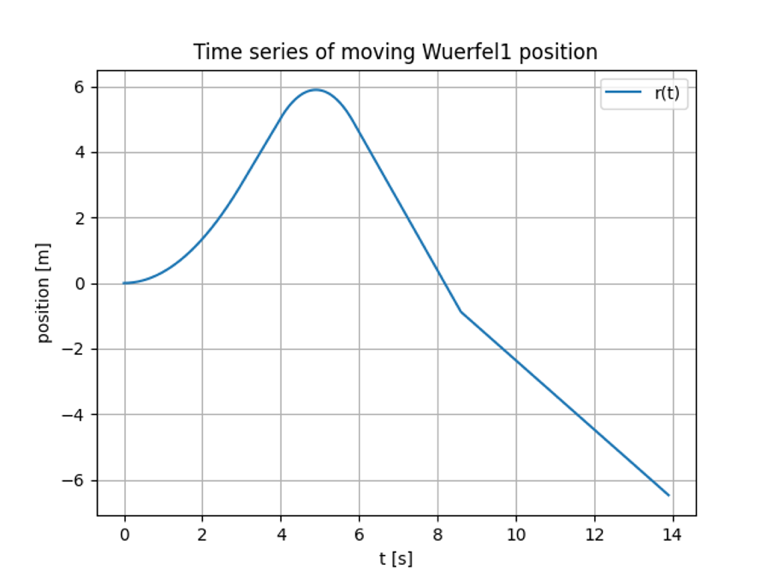 Time series of moving Wuerfel1 position
r(t)
6
4
2
0
−2
−4
−6
position [m]
0 2 4 6 8 10 12 14
t [s]